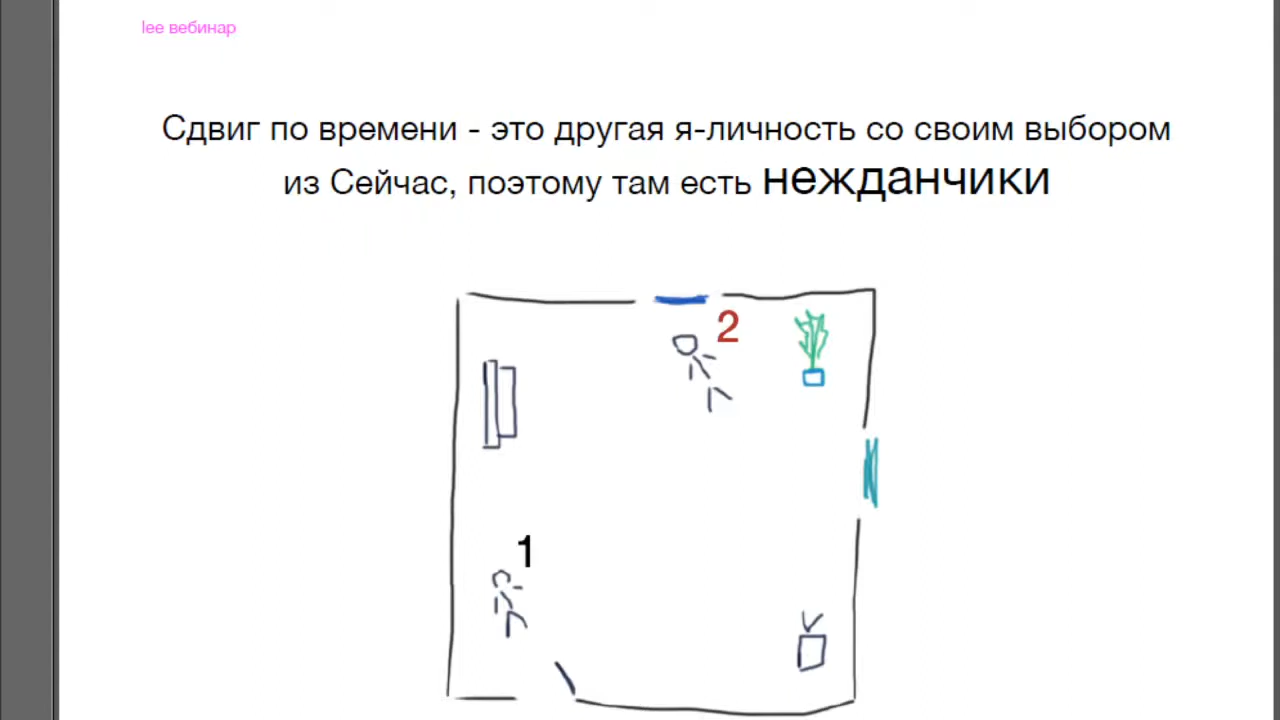 lee вебинар
Сдвиг по времени - это другая я-личность со своим выбором
из Сейчас, поэтому там есть нежданчики
2
1